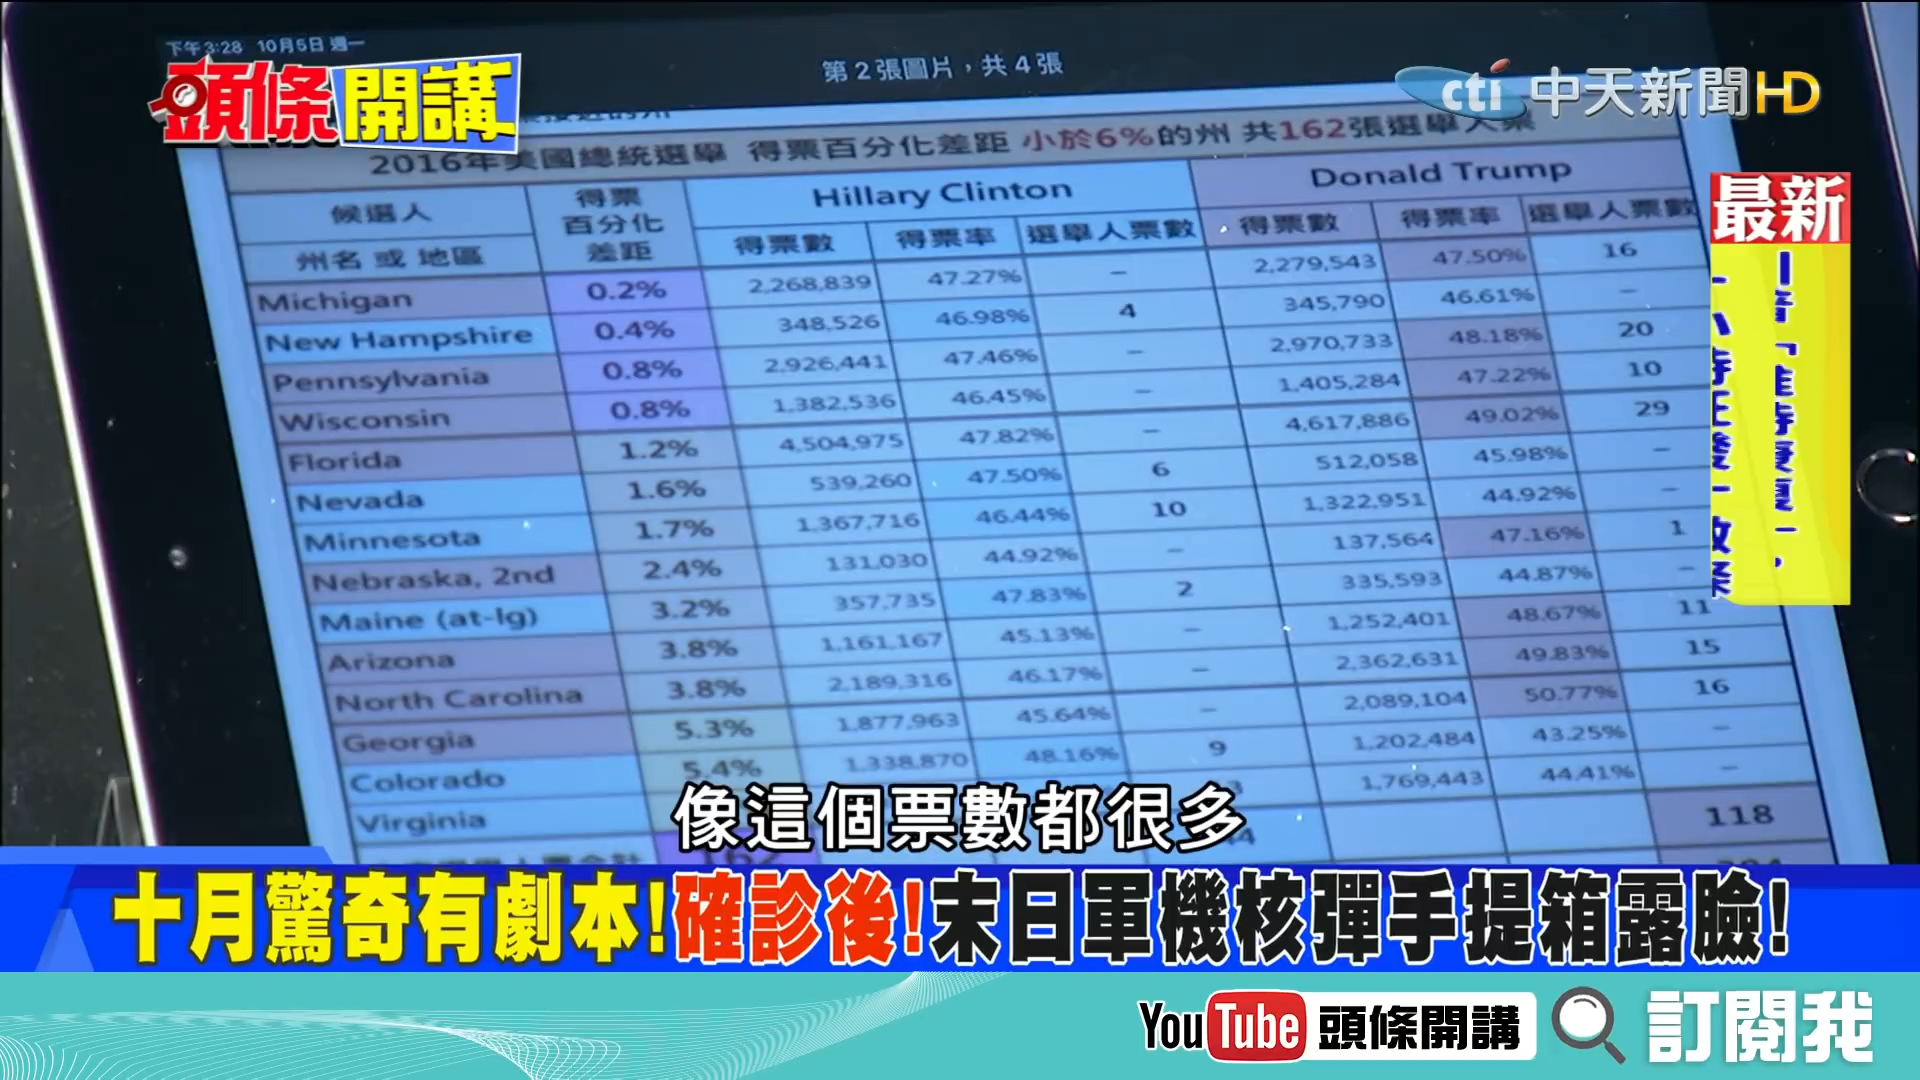 下午3:28 10月5日 週一
第 2 張圖片，共 4 張
頭條開講
cti 中天新聞HD
2016年美國總統選舉 得票百分化差距 小於6%的州 共162張選舉人票
候選人 得票百分化差距 Hillary Clinton Donald Trump
州名 或 地區 得票數 得票率 選舉人票數 得票數 得票率 選舉人票數
Michigan 0.2% 2,268,839 47.27% – 2,279,543 47.50% 16
New Hampshire 0.4% 348,526 46.98% 4 345,790 46.61% –
Pennsylvania 0.8% 2,926,441 47.46% – 2,970,733 48.18% 20
Wisconsin 0.8% 1,382,536 46.45% – 1,405,284 47.22% 10
Florida 1.2% 4,504,975 47.82% – 4,617,886 49.02% 29
Nevada 1.6% 539,260 47.50% 6 512,058 45.98% –
Minnesota 1.7% 1,367,716 46.44% 10 1,322,951 44.92% –
Nebraska, 2nd 2.4% 131,030 44.92% – 137,564 47.16% 1
Maine (at-lg) 3.2% 357,735 47.83% 2 335,593 44.87% –
Arizona 3.8% 1,161,167 45.13% – 1,252,401 48.67% 11
North Carolina 3.8% 2,189,316 46.17% – 2,362,631 49.83% 15
Georgia 5.3% 1,877,963 45.64% – 2,089,104 50.77% 16
Colorado 5.4% 1,338,870 48.16% 9 1,202,484 43.25% –
Virginia 1,769,443 44.41% –
118
最新
像這個票數都很多
十月驚奇有劇本!確診後!末日軍機核彈手提箱露臉!
YouTube 頭條開講 訂閱我